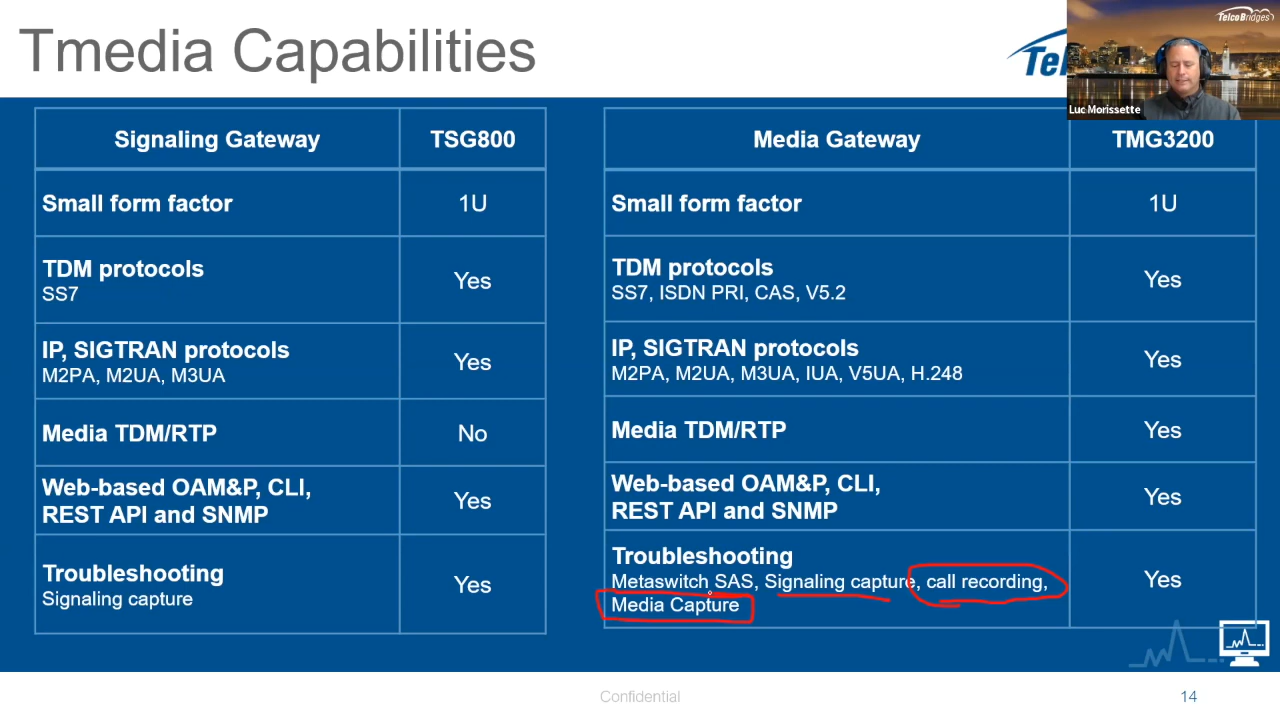 Tmedia Capabilities
TelcoBridges
Luc Morissette
Signaling Gateway TSG800
Small form factor 1U
TDM protocols
SS7
Yes
IP, SIGTRAN protocols
M2PA, M2UA, M3UA
Yes
Media TDM/RTP No
Web-based OAM&P, CLI,
REST API and SNMP
Yes
Troubleshooting
Signaling capture
Yes
Media Gateway TMG3200
Small form factor 1U
TDM protocols
SS7, ISDN PRI, CAS, V5.2
Yes
IP, SIGTRAN protocols
M2PA, M2UA, M3UA, IUA, V5UA, H.248
Yes
Media TDM/RTP Yes
Web-based OAM&P, CLI,
REST API and SNMP
Yes
Troubleshooting
Metaswitch SAS, Signaling capture, call recording,
Media Capture
Yes
Confidential
14